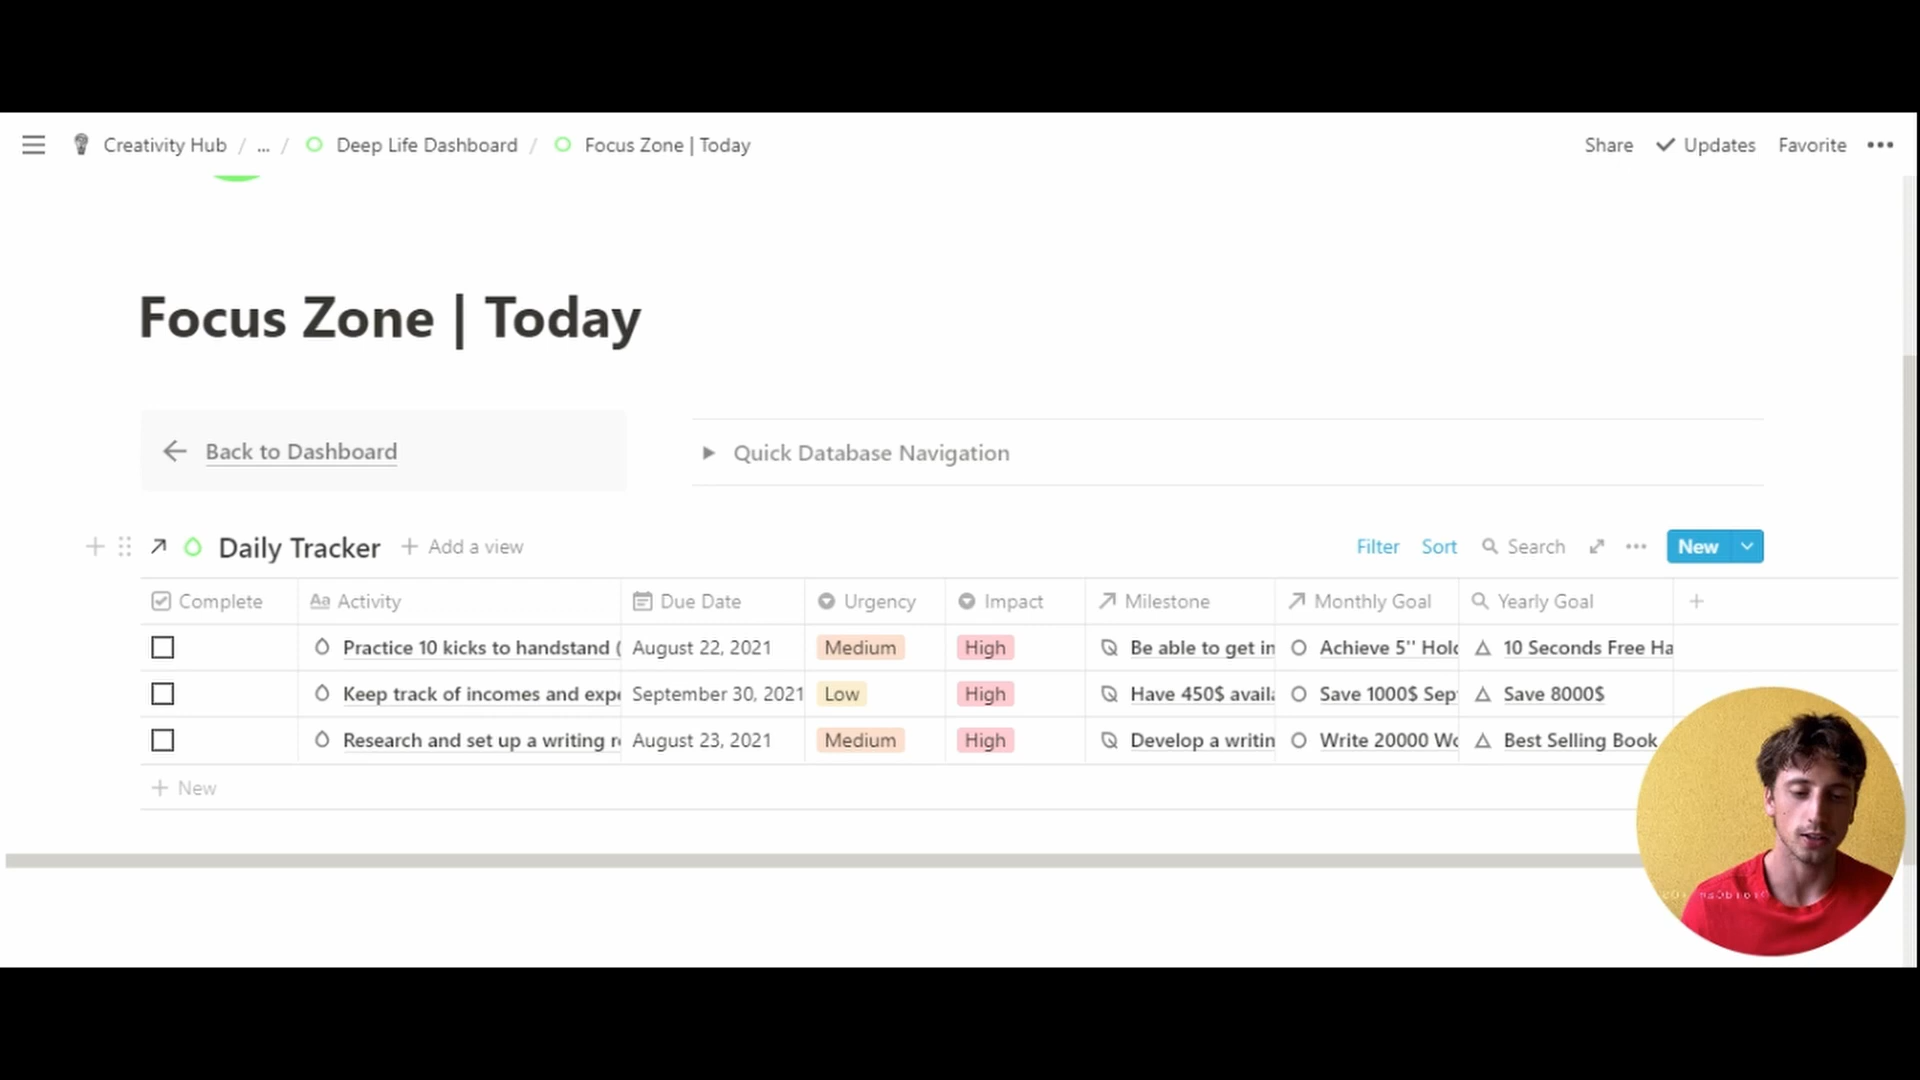 Creativity Hub / ... / Deep Life Dashboard / Focus Zone | Today
Share Updates Favorite •••
Focus Zone | Today
Back to Dashboard
Quick Database Navigation
Daily Tracker + Add a view
Filter Sort Search ••• New
Complete Aa Activity Due Date Urgency Impact Milestone Monthly Goal Yearly Goal +
Practice 10 kicks to handstand ( August 22, 2021 Medium High Be able to get in Achieve 5'' Hold 10 Seconds Free Ha
Keep track of incomes and expe September 30, 2021 Low High Have 450$ availa Save 1000$ Sep Save 8000$
Research and set up a writing r August 23, 2021 Medium High Develop a writin Write 20000 Wo Best Selling Book
+ New